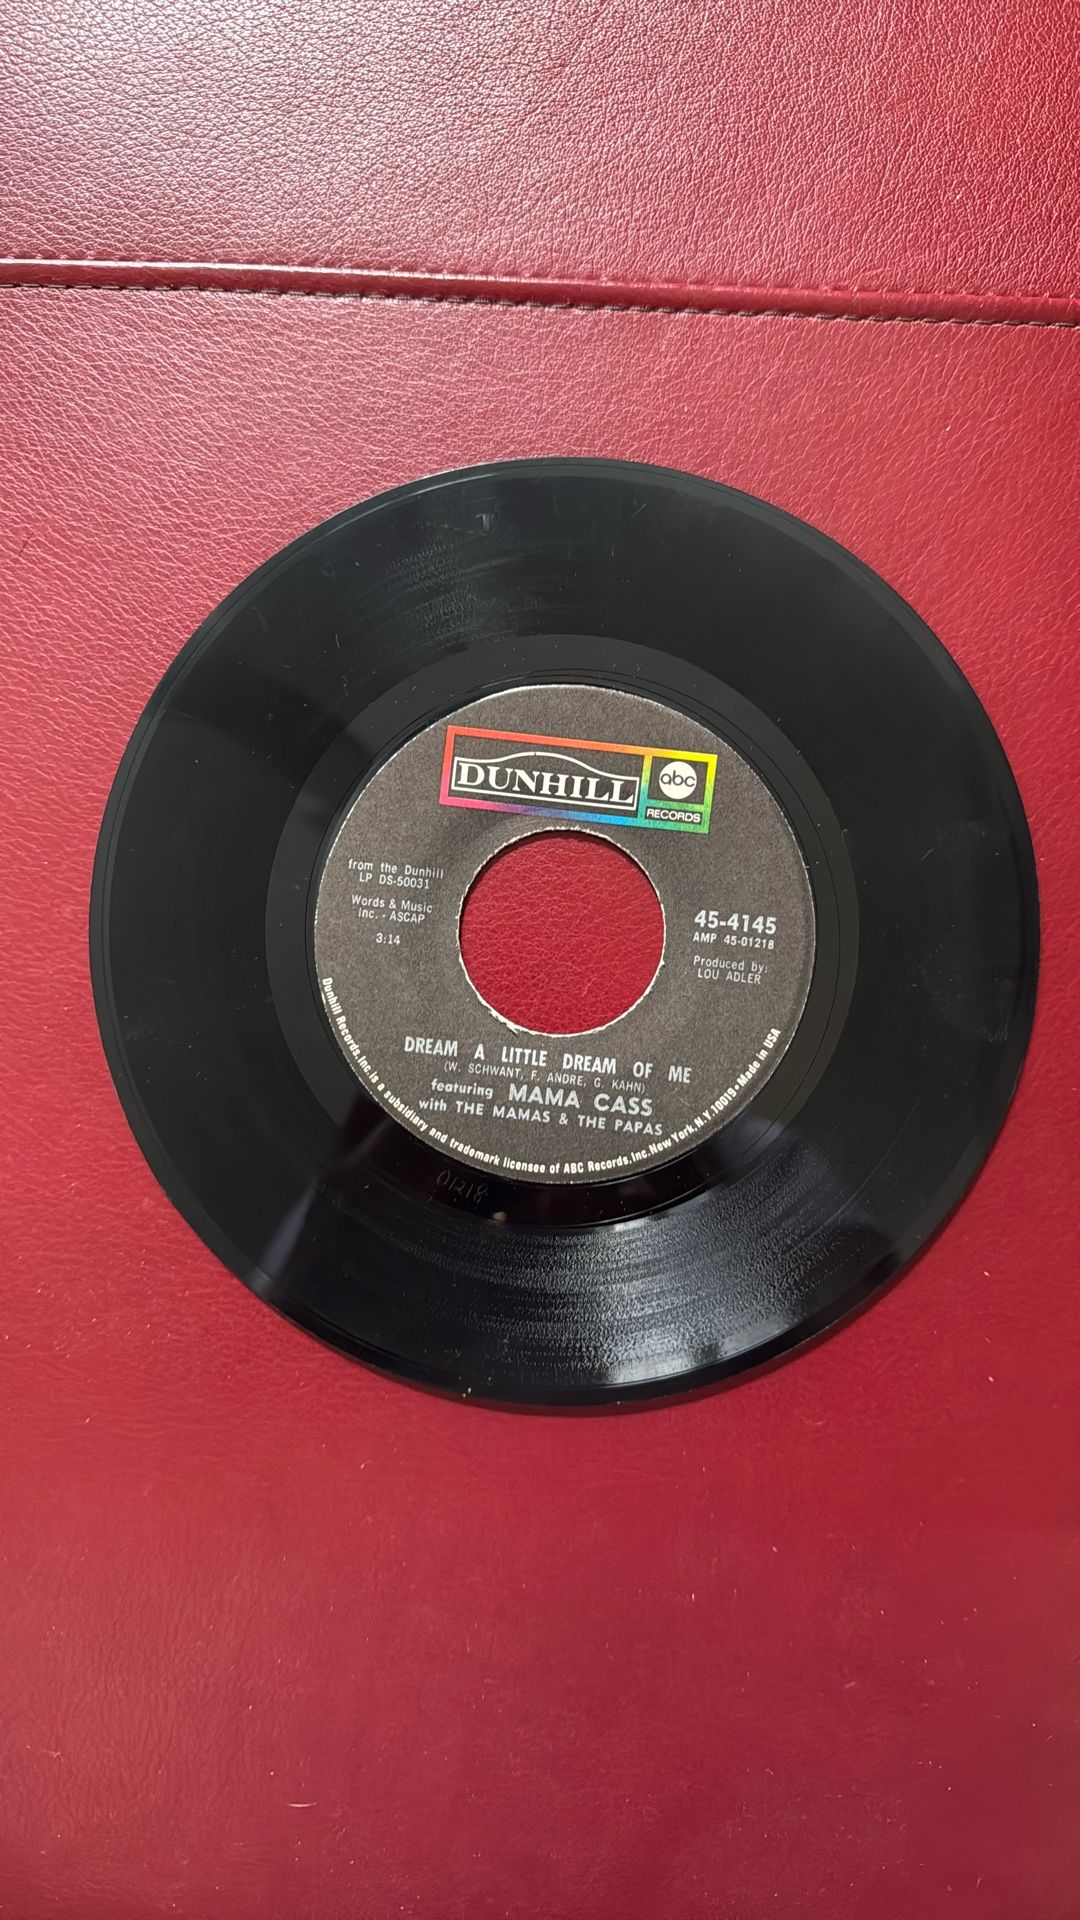 DUNHILL
abc
RECORDS
from the Dunhill
LP DS-50031
Words & Music
Inc. - ASCAP
3:14
45-4145
AMP 45-01218
Produced by:
LOU ADLER
DREAM A LITTLE DREAM OF ME
(W. SCHWANT, F. ANDRE, G. KAHN)
featuring MAMA CASS
with THE MAMAS & THE PAPAS
Dunhill Records, Inc. is a subsidiary and trademark licensee of ABC Records, Inc. New York, N.Y. 10019 • Made in USA
01218